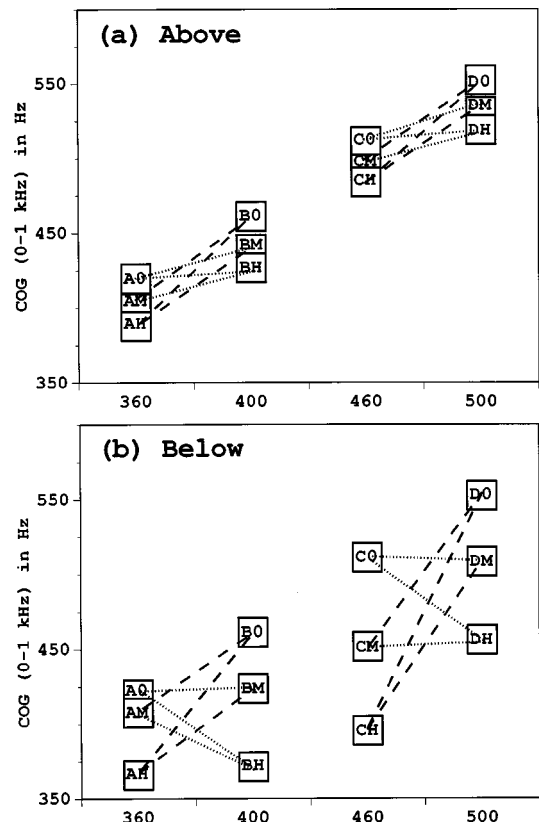 (a) Above
COG (0-1 kHz) in Hz
550
450
350
A0
AM
AH
B0
BM
BH
C0
CM
CH
D0
DM
DH
360 400 460 500
(b) Below
COG (0-1 kHz) in Hz
550
450
350
A0
AM
AH
B0
BM
BH
C0
CM
CH
D0
DM
DH
360 400 460 500